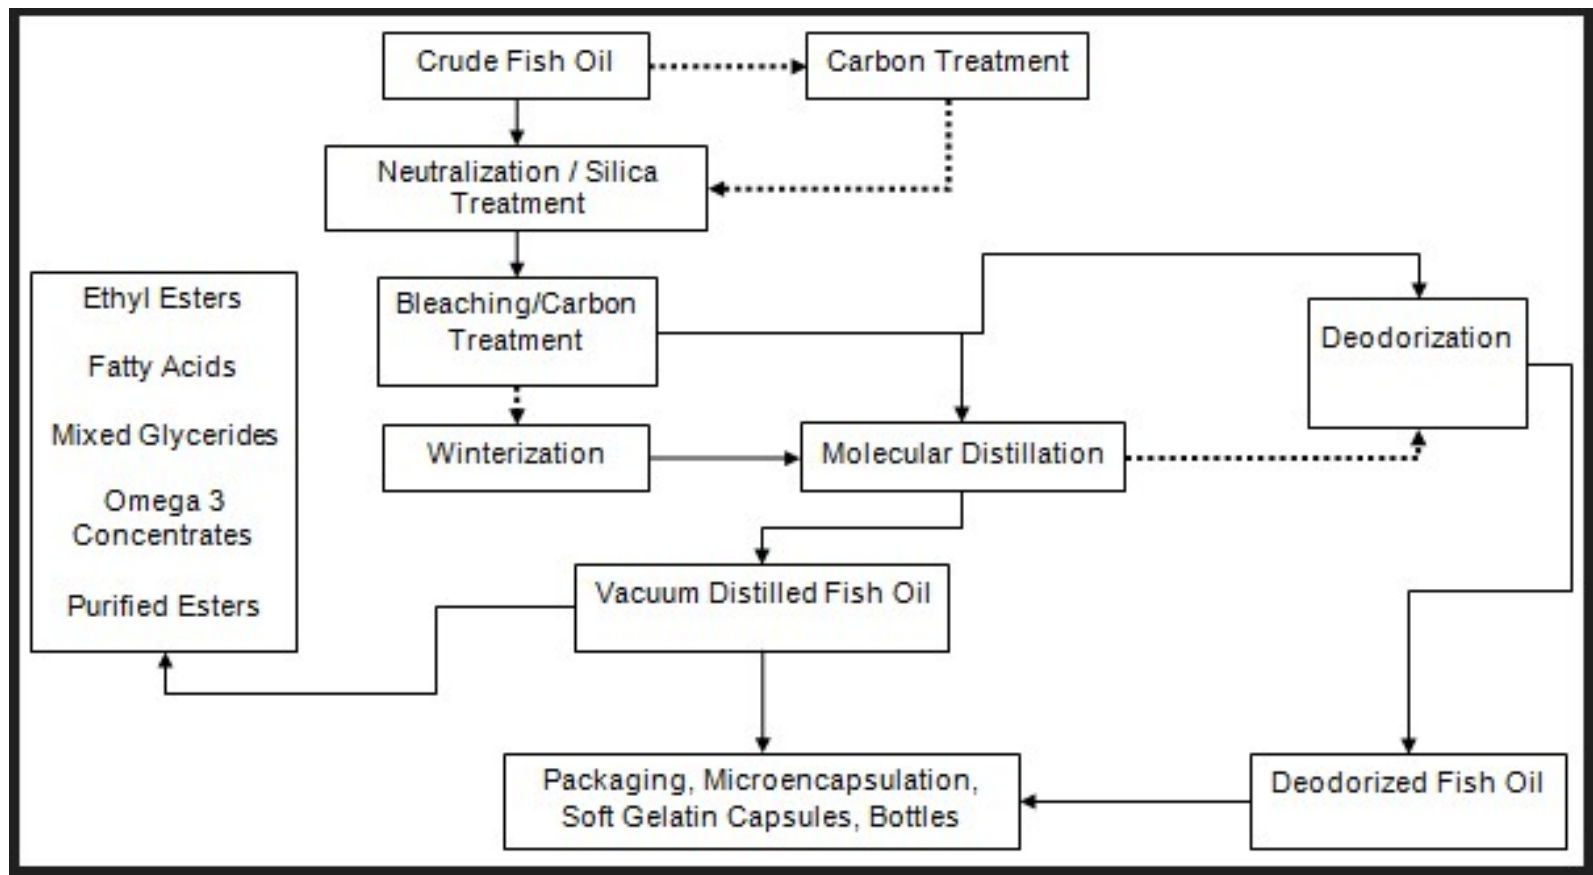 Crude Fish Oil
Carbon Treatment
Neutralization / Silica
Treatment
Bleaching/Carbon
Treatment
Deodorization
Ethyl Esters
Fatty Acids
Mixed Glycerides
Omega 3
Concentrates
Purified Esters
Winterization
Molecular Distillation
Vacuum Distilled Fish Oil
Packaging, Microencapsulation,
Soft Gelatin Capsules, Bottles
Deodorized Fish Oil